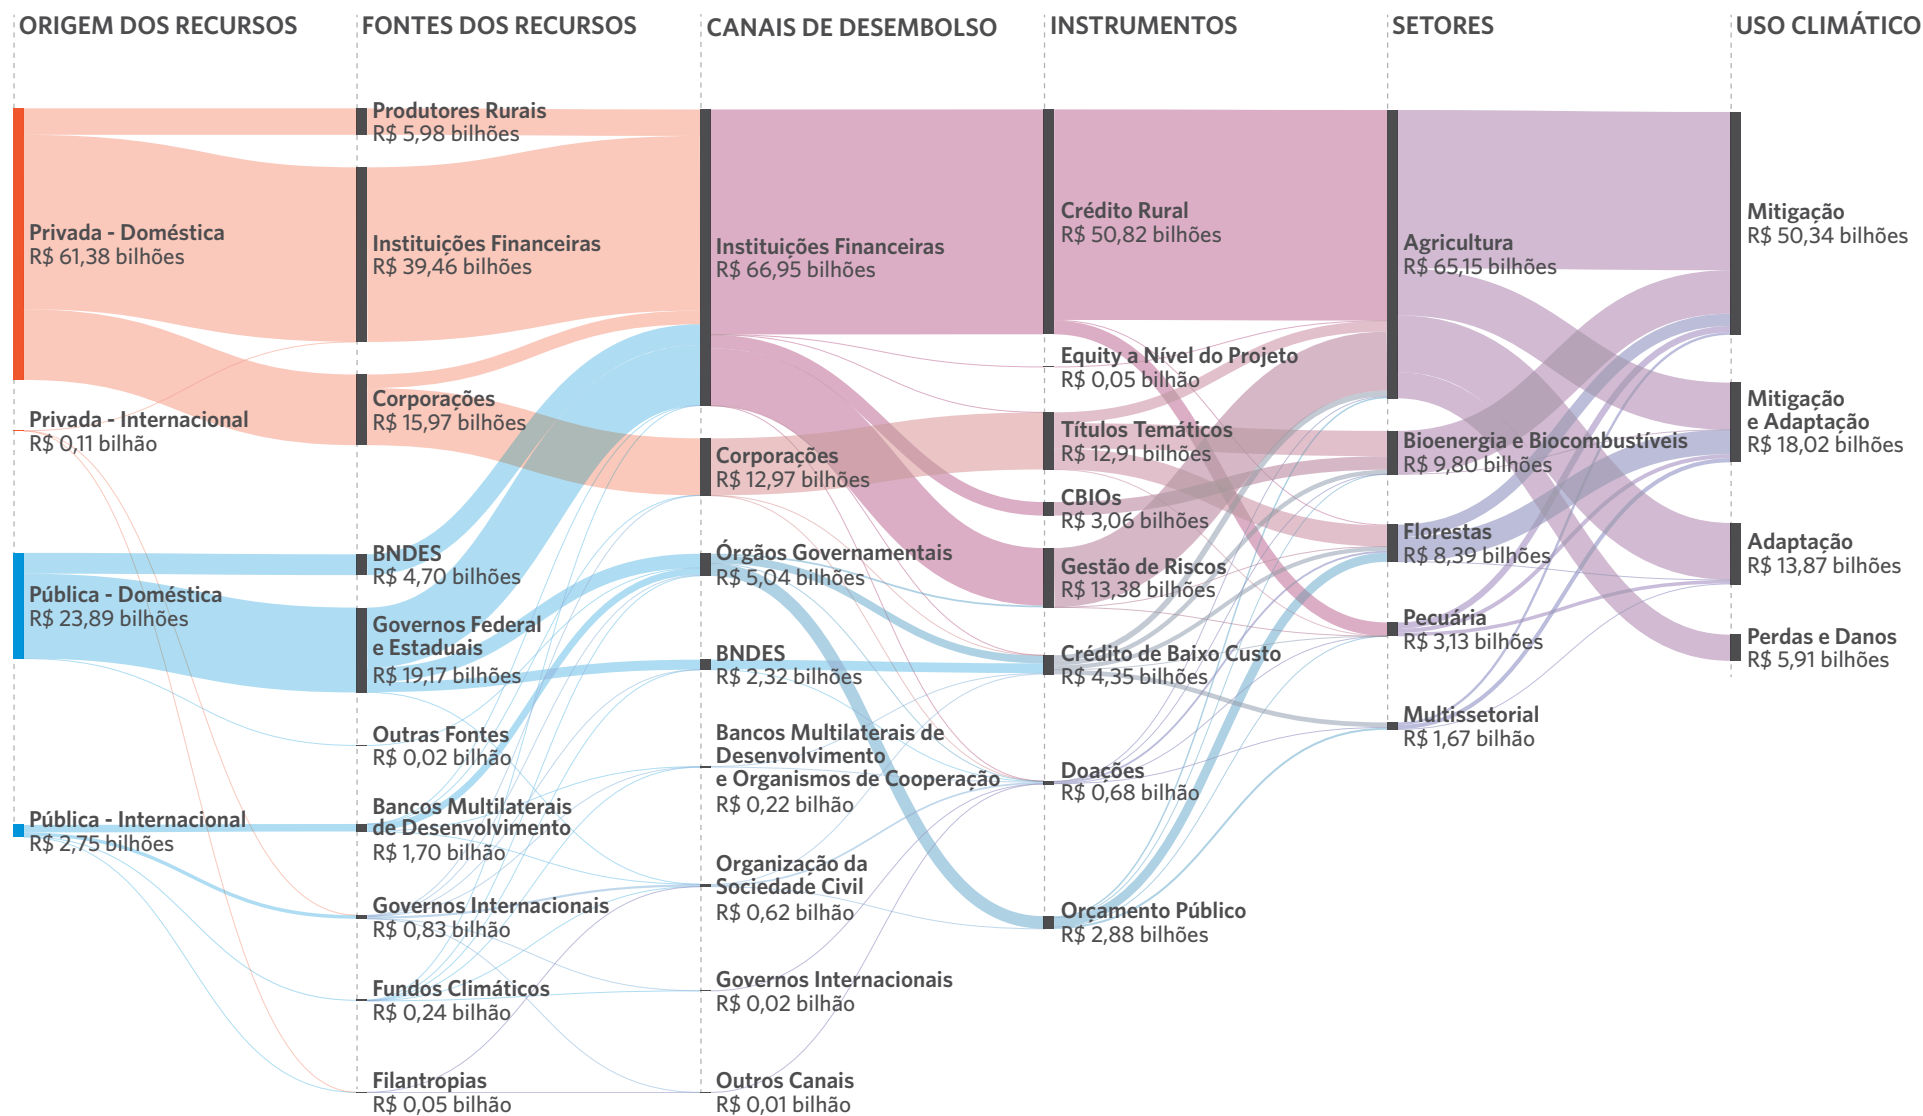 ORIGEM DOS RECURSOS
Privada - Doméstica
R$ 61,38 bilhões
Privada - Internacional
R$ 0,11 bilhão
Pública - Doméstica
R$ 23,89 bilhões
Pública - Internacional
R$ 2,75 bilhões
FONTES DOS RECURSOS
Produtores Rurais
R$ 5,98 bilhões
Instituições Financeiras
R$ 39,46 bilhões
Corporações
R$ 15,97 bilhões
BNDES
R$ 4,70 bilhões
Governos Federal
e Estaduais
R$ 19,17 bilhões
Outras Fontes
R$ 0,02 bilhão
Bancos Multilaterais
de Desenvolvimento
R$ 1,70 bilhão
Governos Internacionais
R$ 0,83 bilhão
Fundos Climáticos
R$ 0,24 bilhão
Filantropias
R$ 0,05 bilhão
CANAIS DE DESEMBOLSO
Instituições Financeiras
R$ 66,95 bilhões
Corporações
R$ 12,97 bilhões
Órgãos Governamentais
R$ 5,04 bilhões
BNDES
R$ 2,32 bilhões
Bancos Multilaterais de
Desenvolvimento
e Organismos de Cooperação
R$ 0,22 bilhão
Organização da
Sociedade Civil
R$ 0,62 bilhão
Governos Internacionais
R$ 0,02 bilhão
Outros Canais
R$ 0,01 bilhão
INSTRUMENTOS
Crédito Rural
R$ 50,82 bilhões
Equity a Nível do Projeto
R$ 0,05 bilhão
Títulos Temáticos
R$ 12,91 bilhões
CBIOs
R$ 3,06 bilhões
Gestão de Riscos
R$ 13,38 bilhões
Crédito de Baixo Custo
R$ 4,35 bilhões
Doações
R$ 0,68 bilhão
Orçamento Público
R$ 2,88 bilhões
SETORES
Agricultura
R$ 65,15 bilhões
Bioenergia e Biocombustíveis
R$ 9,80 bilhões
Florestas
R$ 8,39 bilhões
Pecuária
R$ 3,13 bilhões
Multissetorial
R$ 1,67 bilhão
USO CLIMÁTICO
Mitigação
R$ 50,34 bilhões
Mitigação
e Adaptação
R$ 18,02 bilhões
Adaptação
R$ 13,87 bilhões
Perdas e Danos
R$ 5,91 bilhões